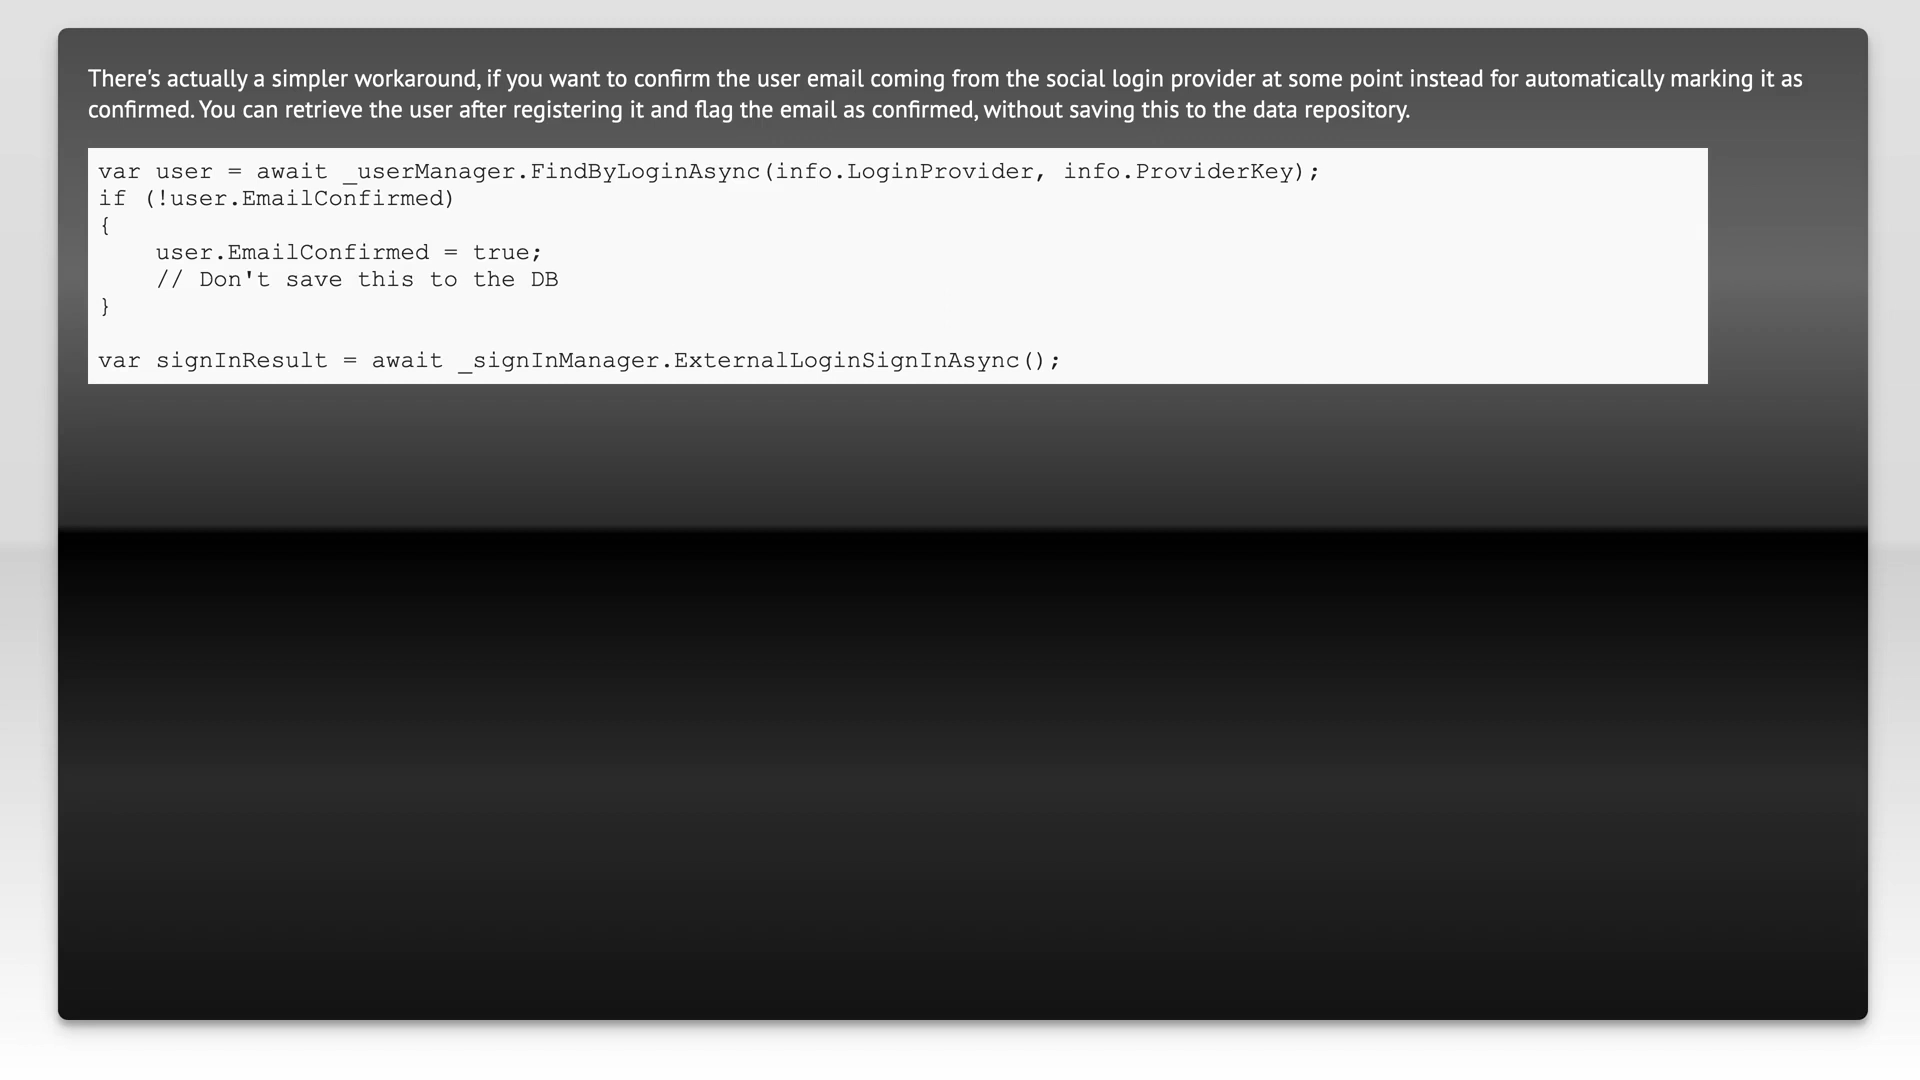 There's actually a simpler workaround, if you want to confirm the user email coming from the social login provider at some point instead for automatically marking it as
confirmed. You can retrieve the user after registering it and flag the email as confirmed, without saving this to the data repository.
var user = await _userManager.FindByLoginAsync(info.LoginProvider, info.ProviderKey);
if (!user.EmailConfirmed)
{
    user.EmailConfirmed = true;
    // Don't save this to the DB
}
var signInResult = await _signInManager.ExternalLoginSignInAsync();